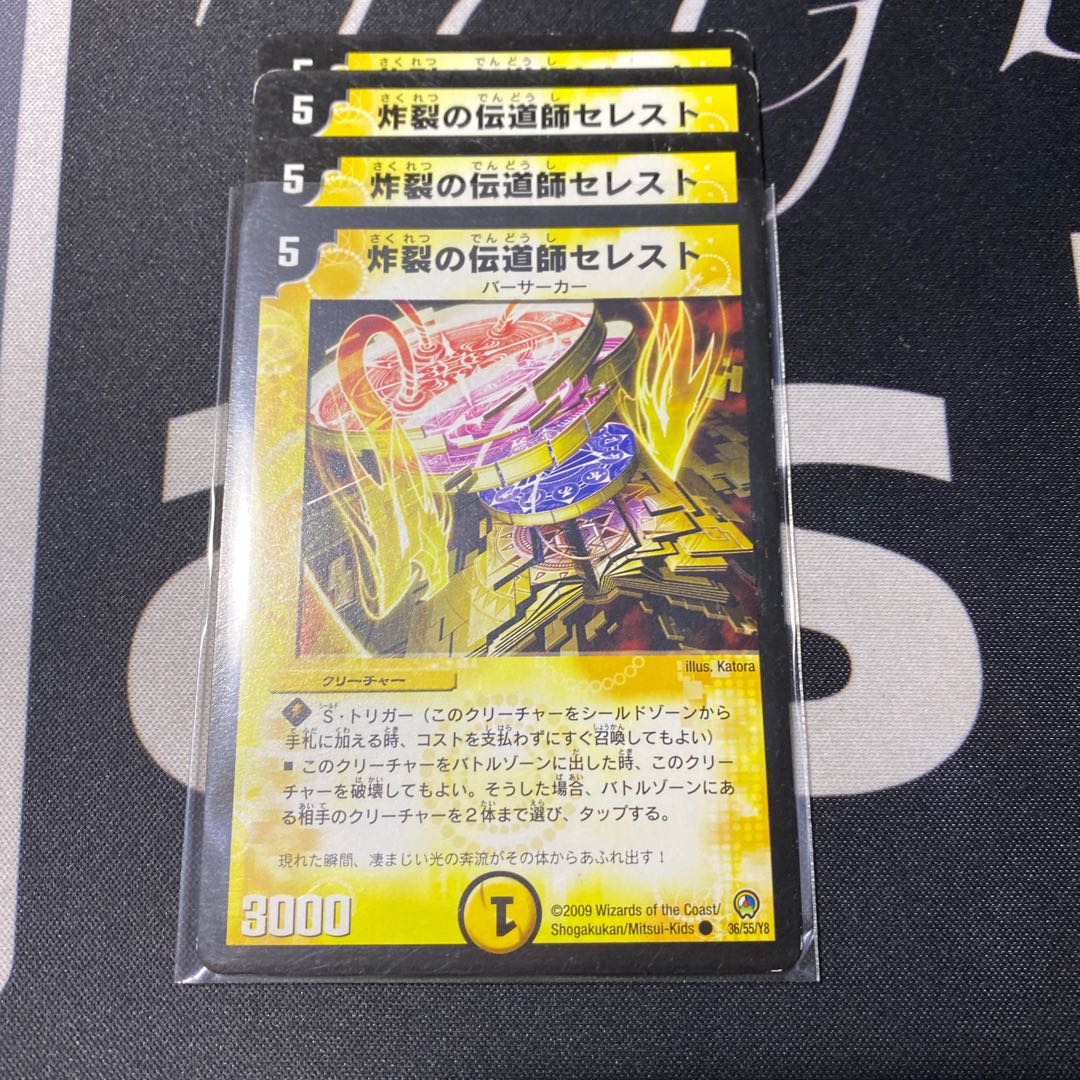 5 さくれつ でんどうし
5 さくれつ でんどうし
炸裂の伝道師セレスト
5 さくれつ でんどうし
炸裂の伝道師セレスト
5 さくれつ でんどうし
炸裂の伝道師セレスト
バーサーカー
illus. Katora
クリーチャー
S・トリガー（このクリーチャーをシールドゾーンから
手札に加える時、コストを支払わずにすぐ召喚してもよい）
■ このクリーチャーをバトルゾーンに出した時、このクリー
チャーを破壊してもよい。そうした場合、バトルゾーンにあ
る相手のクリーチャーを２体まで選び、タップする。
現れた瞬間、凄まじい光の奔流がその体からあふれ出す！
3000
1
©2009 Wizards of the Coast/
Shogakukan/Mitsui-Kids ● 36/55/Y8